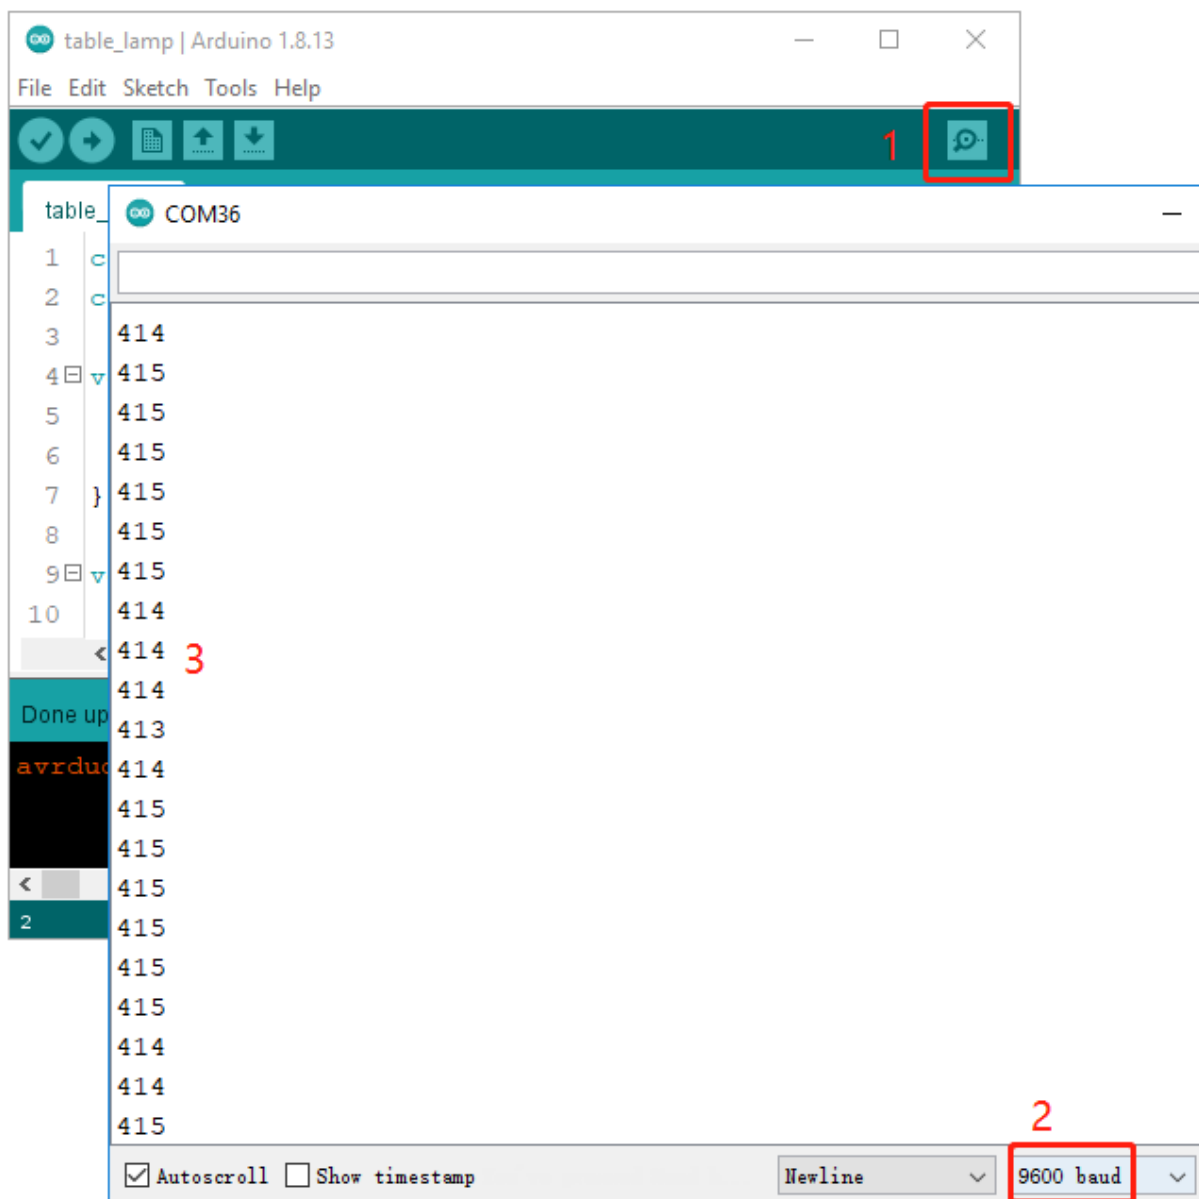 table_lamp | Arduino 1.8.13
File Edit Sketch Tools Help
1
table_
COM36
1 c
2 c
3
4 v
5
6
7 }
8
9 v
10
414
415
415
415
415
415
415
414
414
3
414
413
414
415
415
415
415
415
415
414
414
415
Done up
avrdud
2
2
Autoscroll Show timestamp
Newline
9600 baud